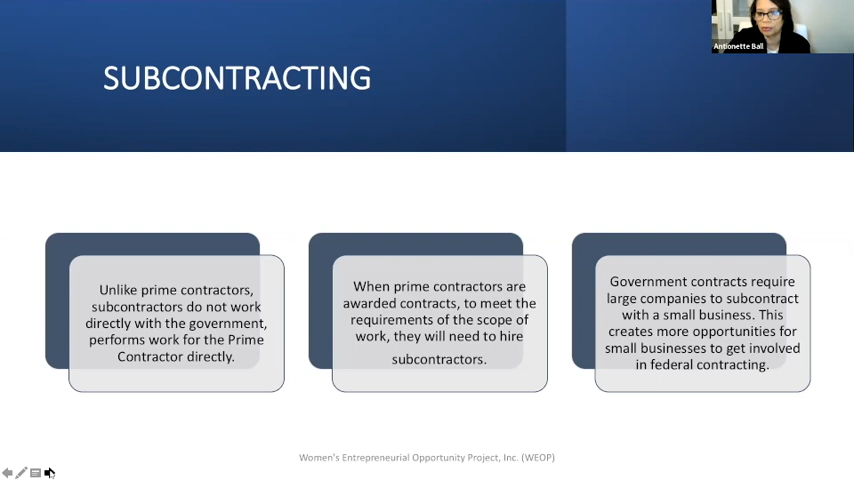 Antionette Ball
SUBCONTRACTING
Unlike prime contractors,
subcontractors do not work
directly with the government,
performs work for the Prime
Contractor directly.
When prime contractors are
awarded contracts, to meet the
requirements of the scope of
work, they will need to hire
subcontractors.
Government contracts require
large companies to subcontract
with a small business. This
creates more opportunities for
small businesses to get involved
in federal contracting.
Women's Entrepreneurial Opportunity Project, Inc. (WEOP)